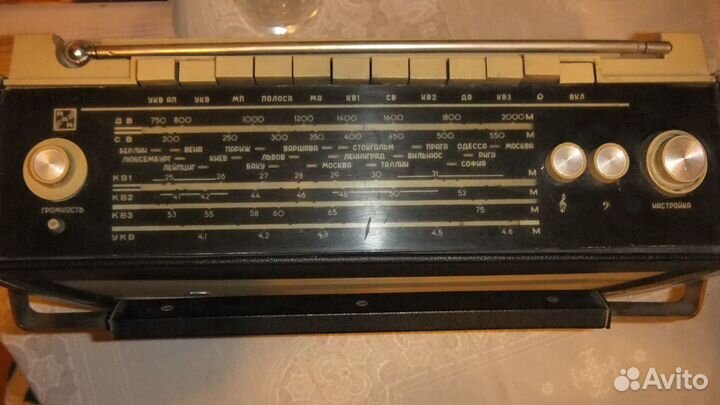 УКВ АП УКВ МП ПОЛОСА МА КВ1 СВ КВ2 ДВ КВ3 ВКЛ
ДВ 750 800 1000 1200 1400 1600 1800 2000 М
СВ 200 250 300 350 400 450 500 550 М
БЕРЛИН ВЕНА ПАРИЖ ВАРШАВА СТОКГОЛЬМ ПРАГА ОДЕССА МОСКВА
ЛЮКСЕМБУРГ КИЕВ ЛЬВОВ ЛЕНИНГРАД ВИЛЬНЮС РИГА
ЛЕЙПЦИГ БАКУ МОСКВА ТАЛЛИН СОФИЯ
КВ1 25 26 27 28 29 30 31 М
КВ2 41 42 44 46 48 50 52 М
КВ3 53 55 58 60 65 75 М
УКВ 4,1 4,2 4,3 4,5 4,6 М
ГРОМКОСТЬ
НАСТРОЙКА
Avito